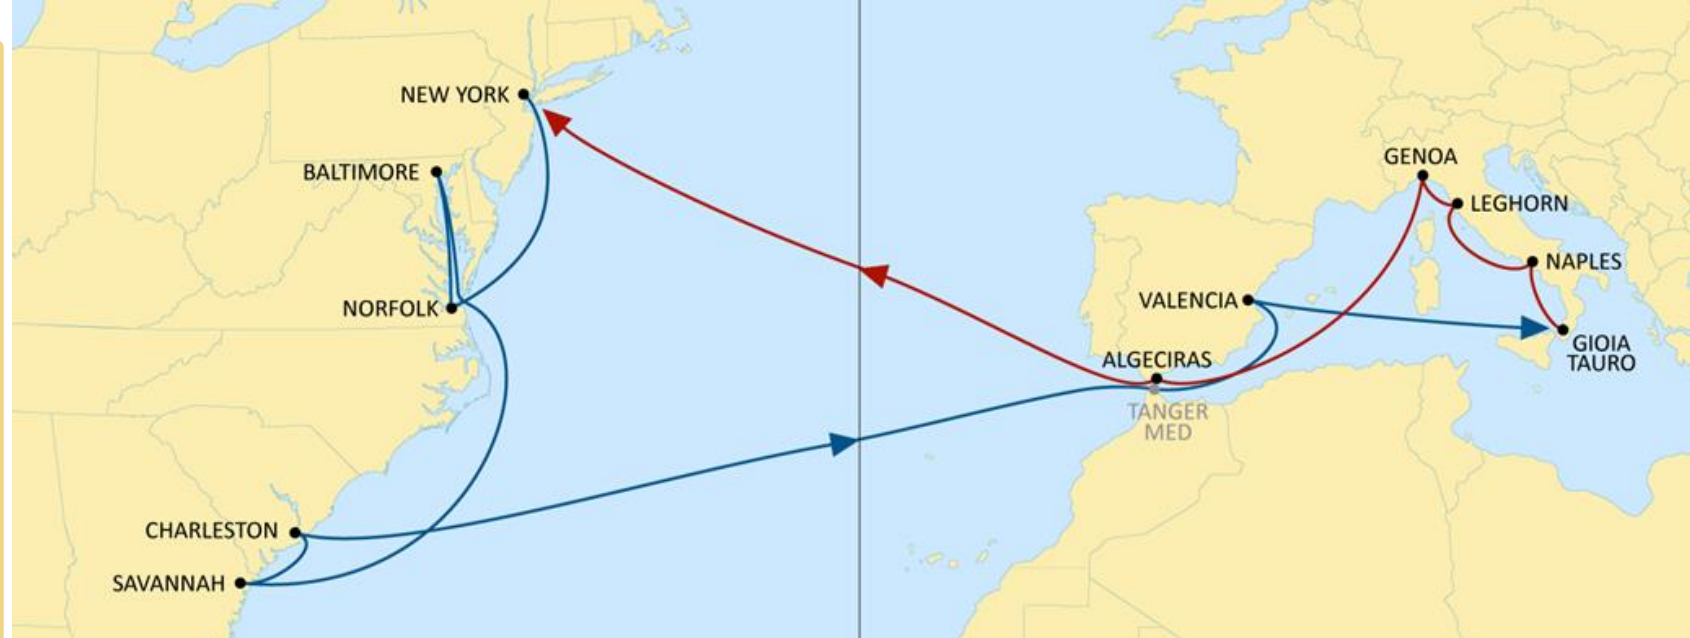 NEW YORK
BALTIMORE
NORFOLK
CHARLESTON
SAVANNAH
GENOA
LEGHORN
NAPLES
VALENCIA
GIOIA
TAURO
ALGECIRAS
TANGER
MED